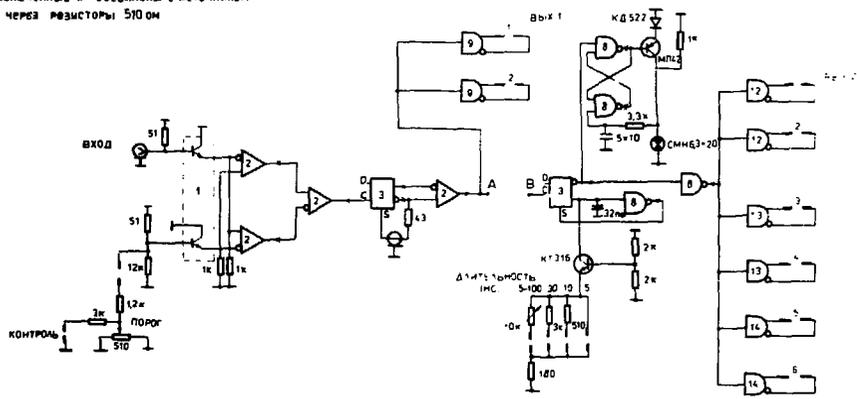 через резисторы 510 ом
ВЫХ 1
1
9
2
9
КД 522
МП42
1к
8
8
3,3к
5×10
СМН6,3-20
12
12
2
13
3
13
4
14
5
14
6
ВХОД
51
1
2
2
2
D
C
3
S
43
2
A
B
D
C
3
S
8
8
32п
КТ316
2к
2к
51
12к
1к
1к
1,2к
3к
ПОРОГ
КОНТРОЛЬ
510
ДЛИТЕЛЬНОСТЬ
5-100 30 10 5
10к
3к
510
180